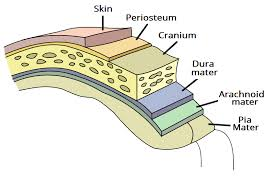 Skin
Periosteum
Cranium
Dura
mater
Arachnoid
mater
Pia
Mater